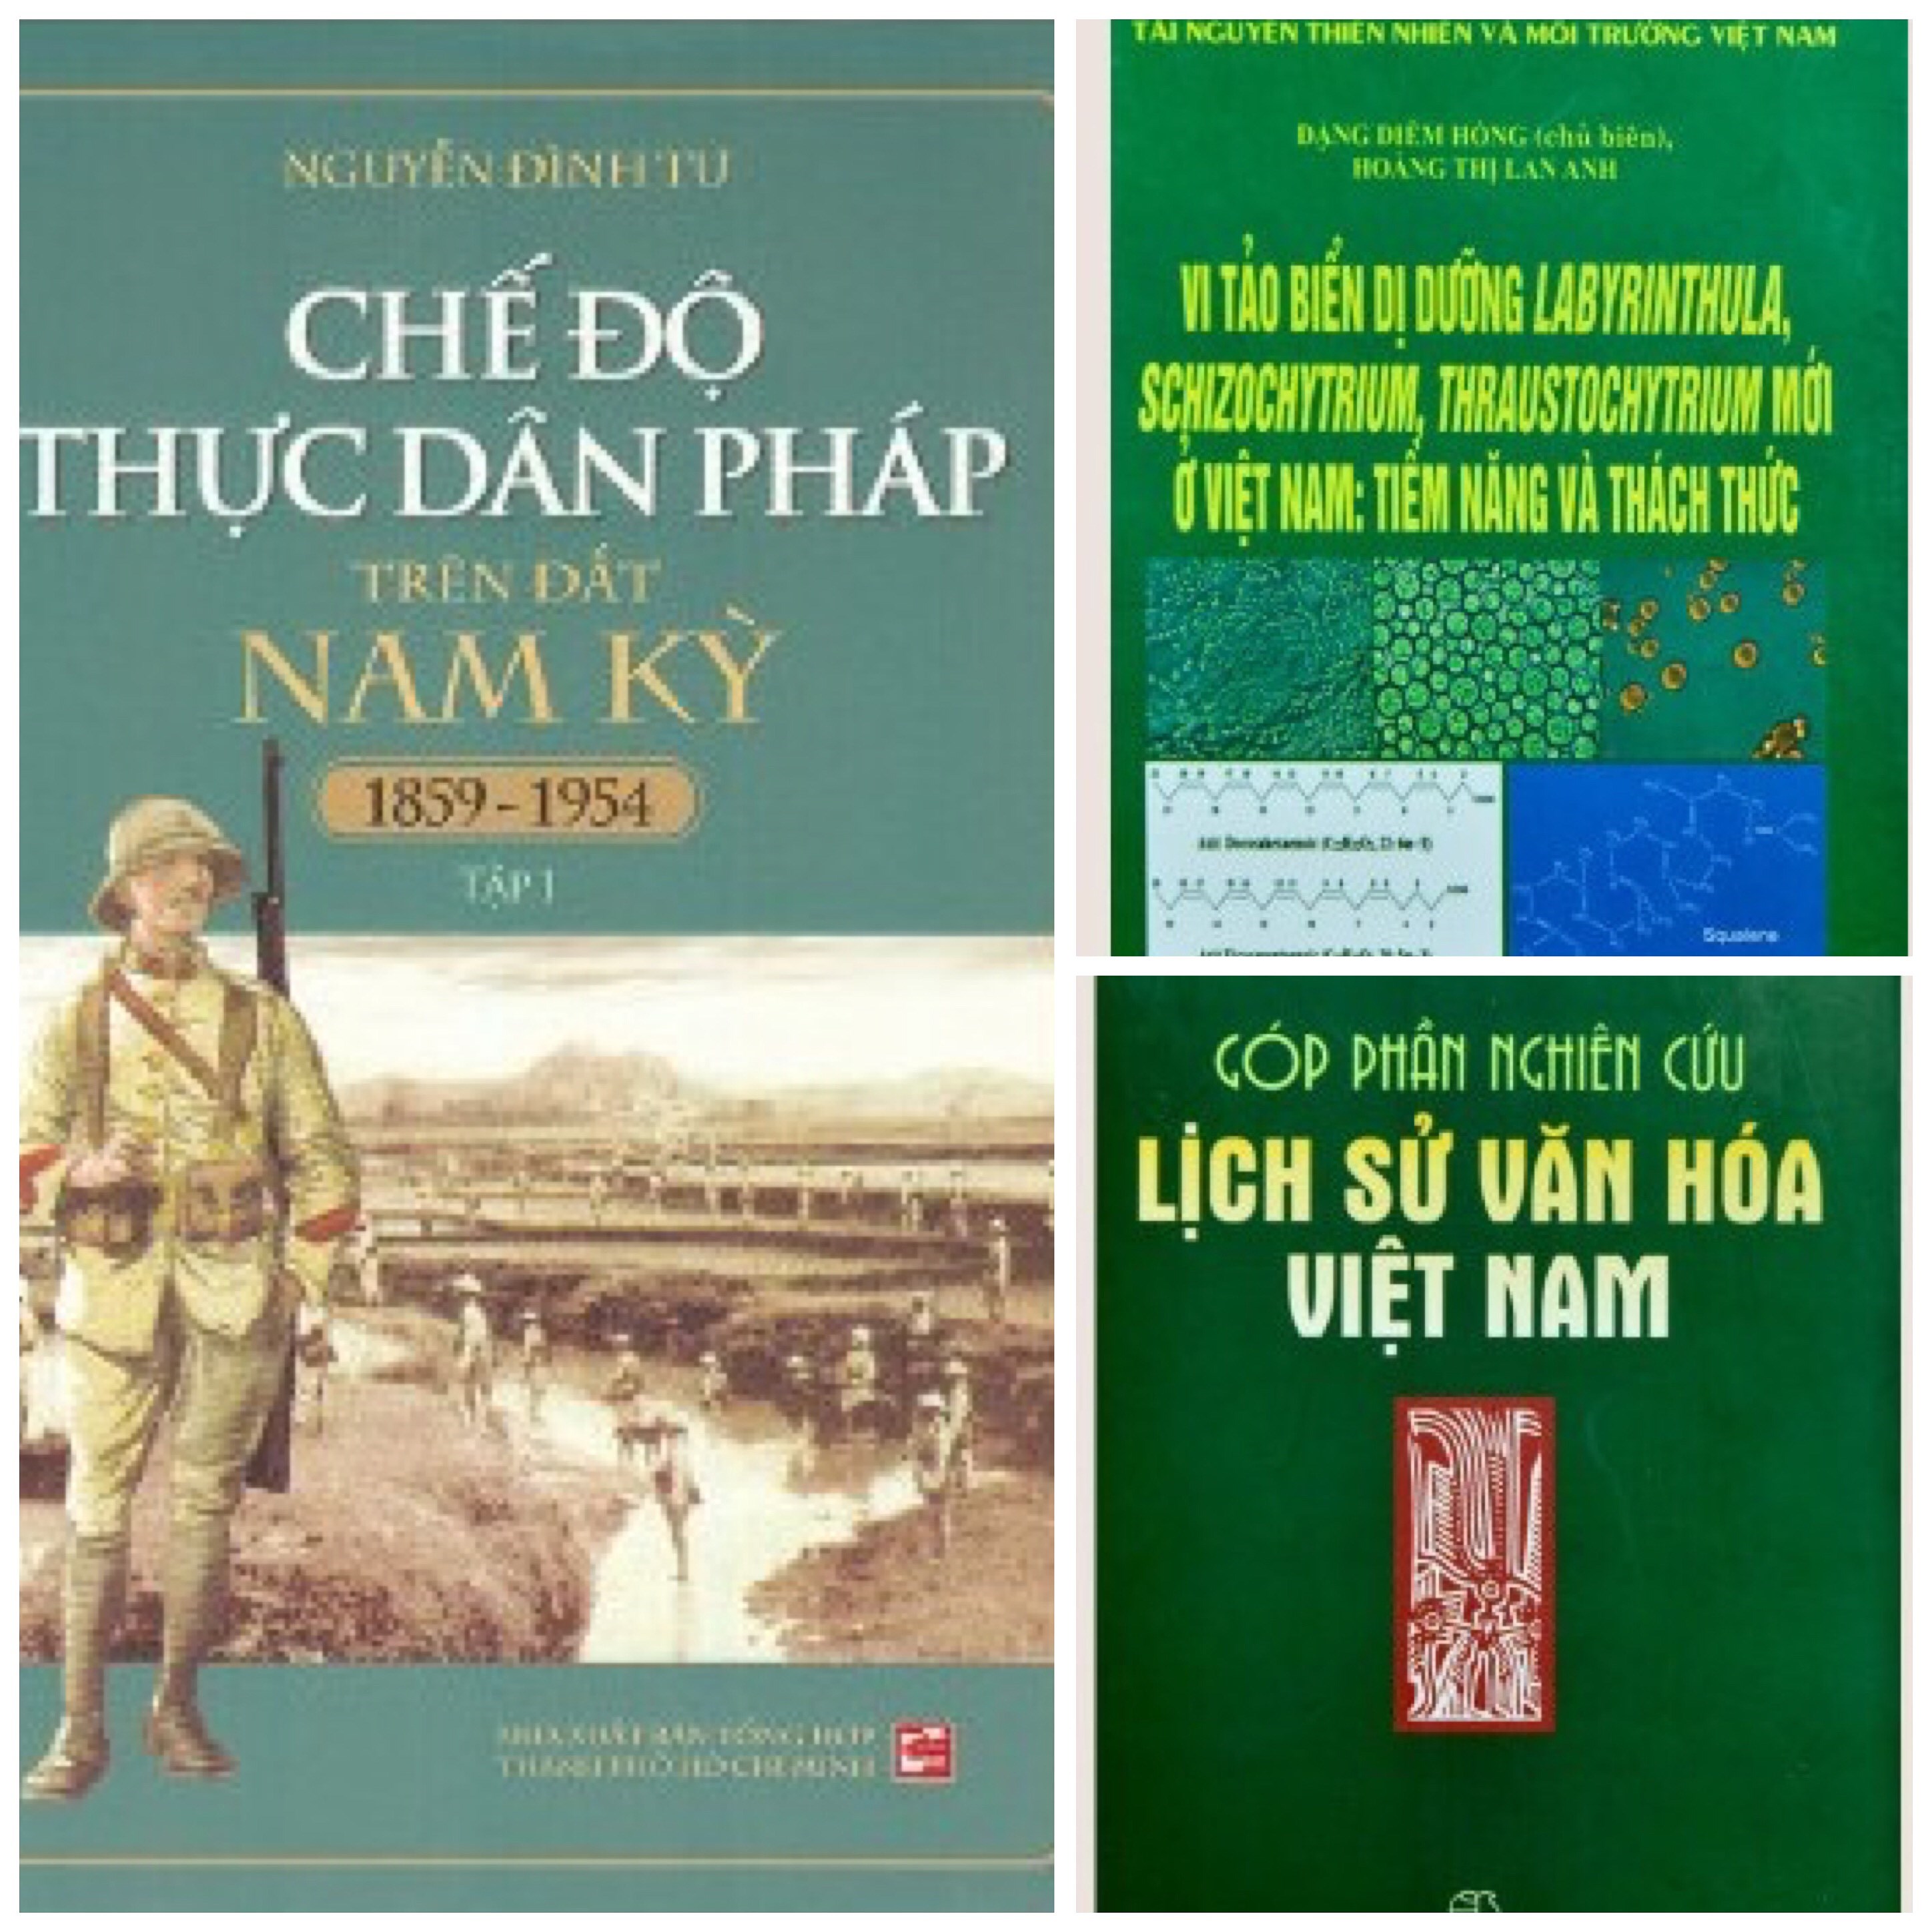 NGUYỄN ĐÌNH TƯ
CHẾ ĐỘ
THỰC DÂN PHÁP
TRÊN ĐẤT
NAM KỲ
1859 - 1954
TẬP 1
NHÀ XUẤT BẢN TỔNG HỢP
THÀNH PHỐ HỒ CHÍ MINH
TÀI NGUYÊN THIÊN NHIÊN VÀ MÔI TRƯỜNG VIỆT NAM
ĐẶNG DIỄM HỒNG (chủ biên),
HOÀNG THỊ LAN ANH
VI TẢO BIỂN DỊ DƯỠNG LABYRINTHULA,
SCHIZOCHYTRIUM, THRAUSTOCHYTRIUM MỚI
Ở VIỆT NAM: TIỀM NĂNG VÀ THÁCH THỨC
Squalene
GÓP PHẦN NGHIÊN CỨU
LỊCH SỬ VĂN HÓA
VIỆT NAM